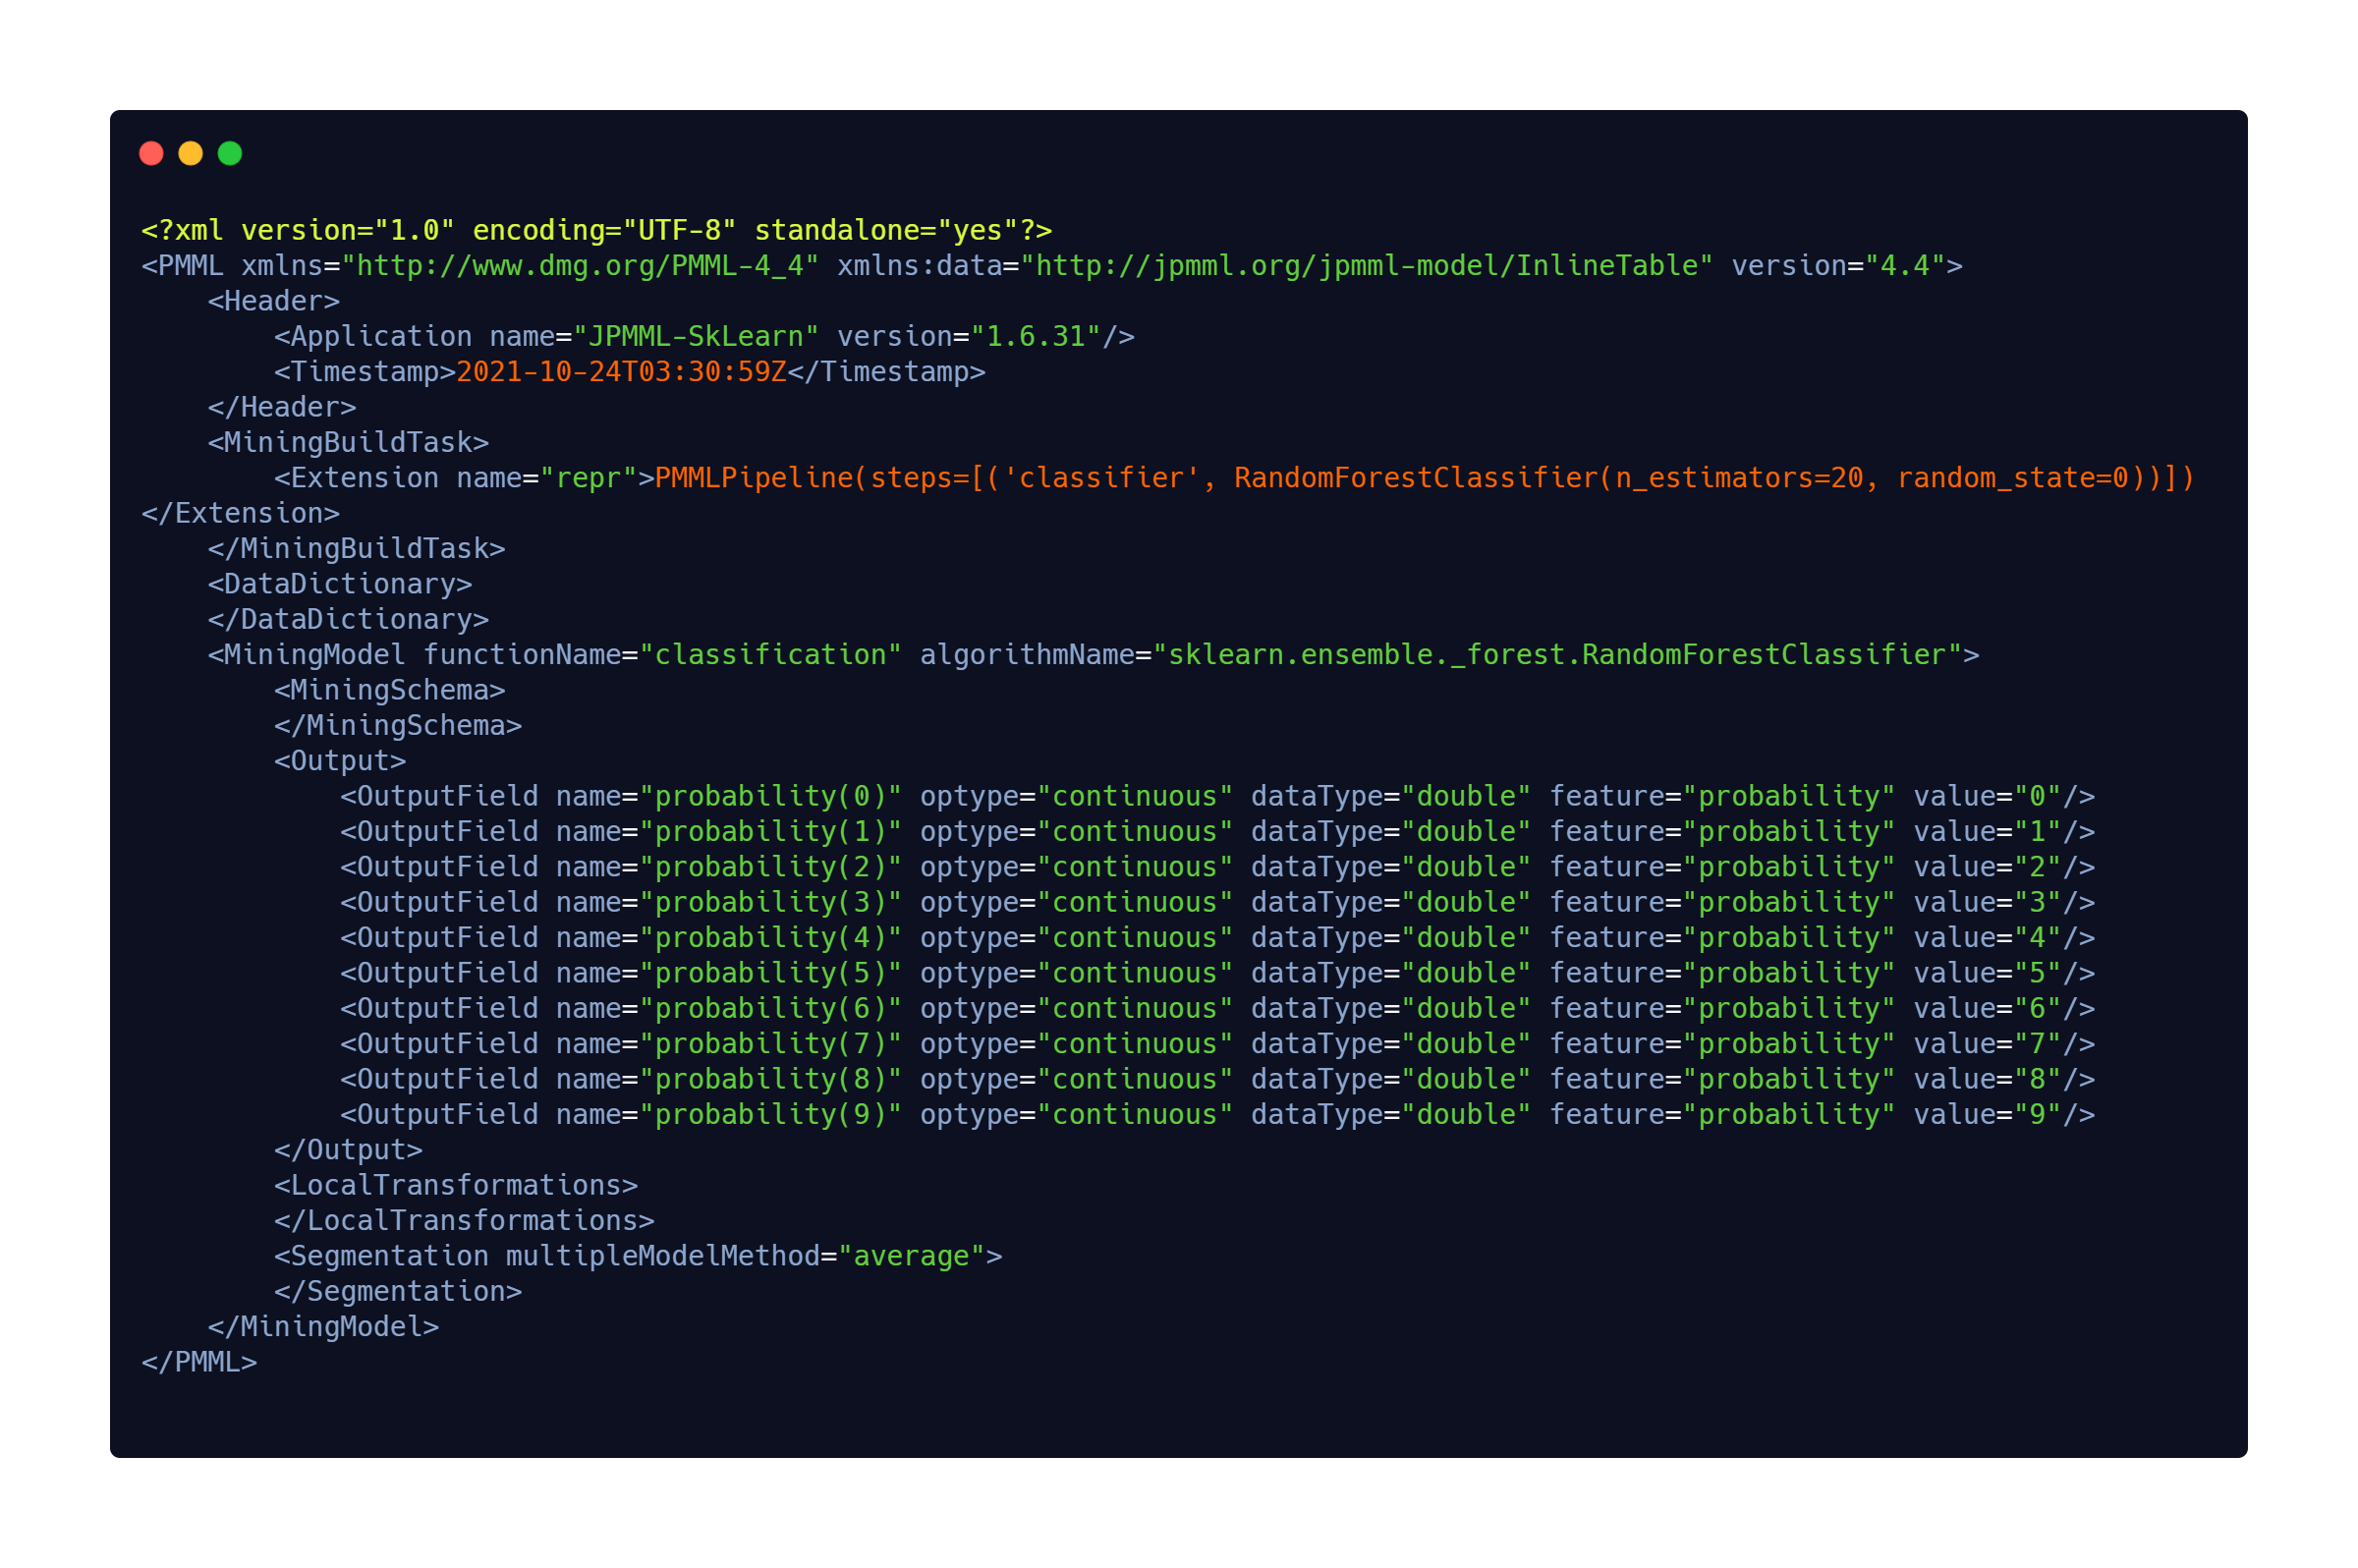 <?xml version="1.0" encoding="UTF-8" standalone="yes"?>
<PMML xmlns="http://www.dmg.org/PMML-4_4" xmlns:data="http://jpmml.org/jpmml-model/InlineTable" version="4.4">
    <Header>
        <Application name="JPMML-SkLearn" version="1.6.31"/>
        <Timestamp>2021-10-24T03:30:59Z</Timestamp>
    </Header>
    <MiningBuildTask>
        <Extension name="repr">PMMLPipeline(steps=[('classifier', RandomForestClassifier(n_estimators=20, random_state=0))])
</Extension>
    </MiningBuildTask>
    <DataDictionary>
    </DataDictionary>
    <MiningModel functionName="classification" algorithmName="sklearn.ensemble._forest.RandomForestClassifier">
        <MiningSchema>
        </MiningSchema>
        <Output>
            <OutputField name="probability(0)" optype="continuous" dataType="double" feature="probability" value="0"/>
            <OutputField name="probability(1)" optype="continuous" dataType="double" feature="probability" value="1"/>
            <OutputField name="probability(2)" optype="continuous" dataType="double" feature="probability" value="2"/>
            <OutputField name="probability(3)" optype="continuous" dataType="double" feature="probability" value="3"/>
            <OutputField name="probability(4)" optype="continuous" dataType="double" feature="probability" value="4"/>
            <OutputField name="probability(5)" optype="continuous" dataType="double" feature="probability" value="5"/>
            <OutputField name="probability(6)" optype="continuous" dataType="double" feature="probability" value="6"/>
            <OutputField name="probability(7)" optype="continuous" dataType="double" feature="probability" value="7"/>
            <OutputField name="probability(8)" optype="continuous" dataType="double" feature="probability" value="8"/>
            <OutputField name="probability(9)" optype="continuous" dataType="double" feature="probability" value="9"/>
        </Output>
        <LocalTransformations>
        </LocalTransformations>
        <Segmentation multipleModelMethod="average">
        </Segmentation>
    </MiningModel>
</PMML>